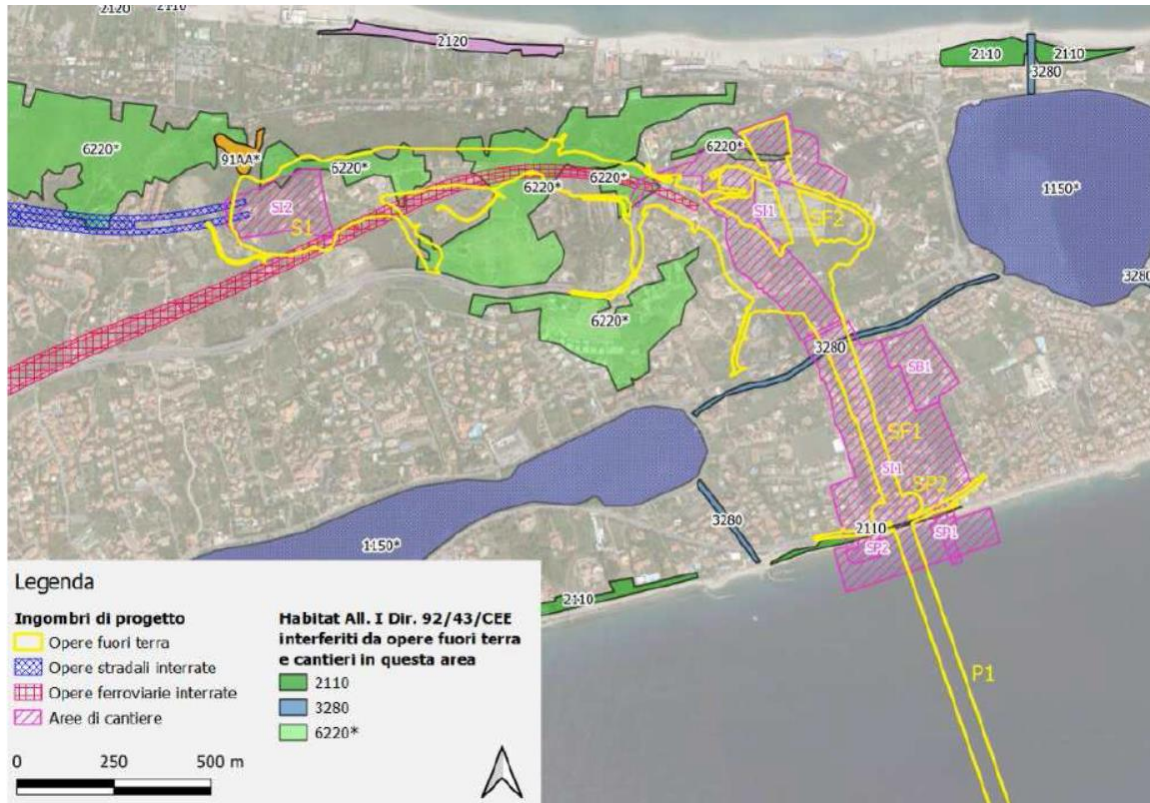 2120
2110
2120
2110
2110
3280
6220*
91AA*
6220*
6220*
6220*
6220*
1150*
SI2
S1
SI1
SF2
3280
6220*
3280
SB1
SF1
SI1
SP2
3280
2110
SP2
SP1
1150*
2110
P1
Legenda
Ingombri di progetto
Opere fuori terra
Opere stradali interrate
Opere ferroviarie interrate
Aree di cantiere
Habitat All. I Dir. 92/43/CEE
interferiti da opere fuori terra
e cantieri in questa area
2110
3280
6220*
0
250
500 m